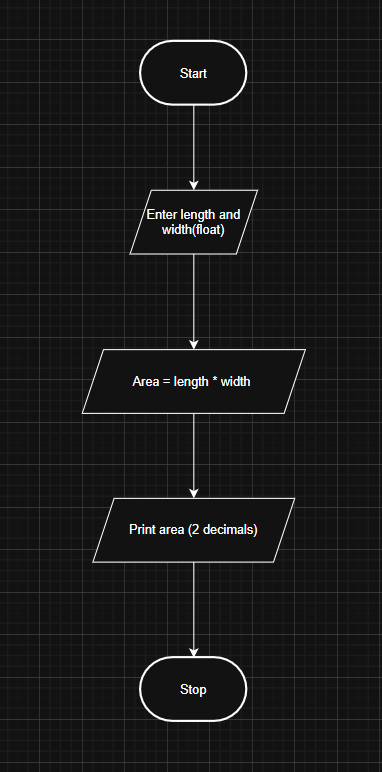 Start
Enter length and
width(float)
Area = length * width
Print area (2 decimals)
Stop